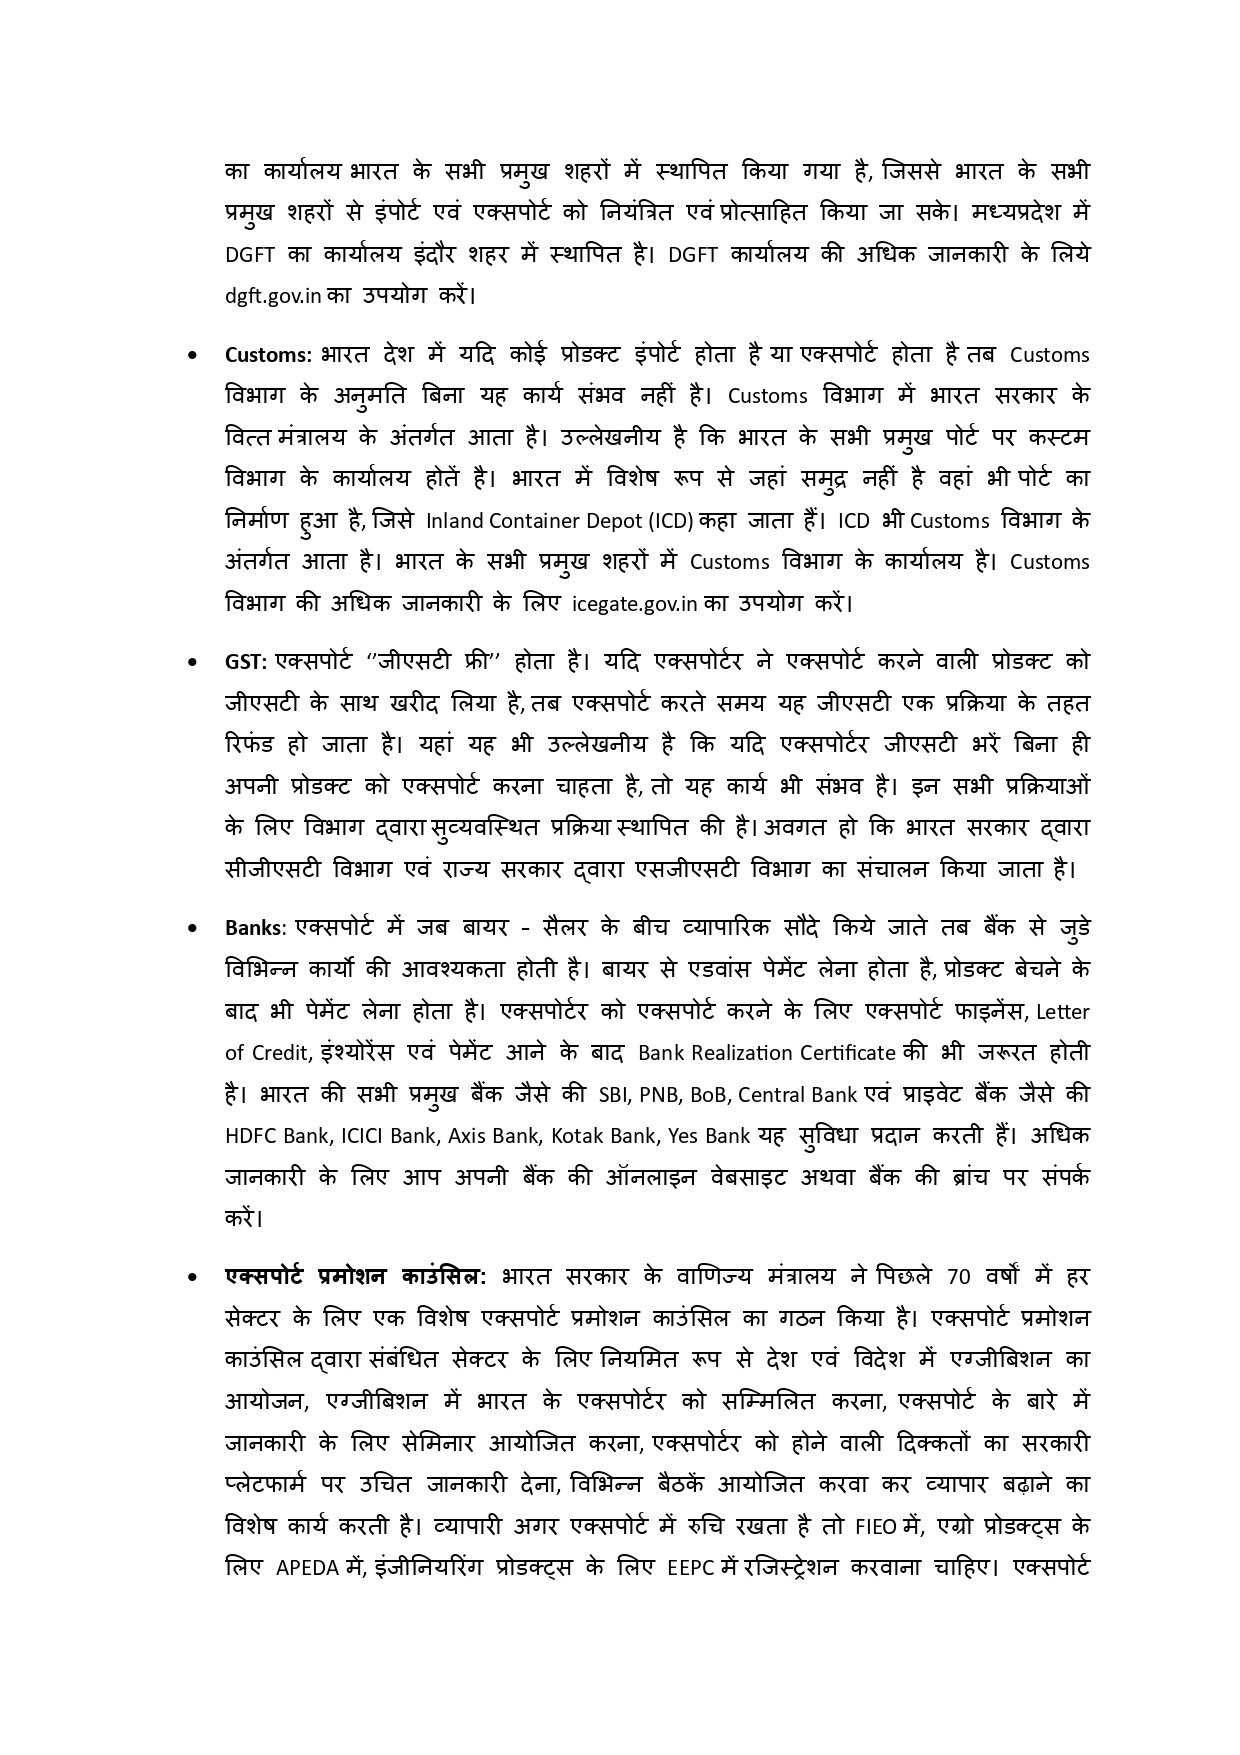 का कार्यालय भारत के सभी प्रमुख शहरों में स्थापित किया गया है, जिससे भारत के सभी
प्रमुख शहरों से इंपोर्ट एवं एक्सपोर्ट को नियंत्रित एवं प्रोत्साहित किया जा सके। मध्यप्रदेश में
DGFT का कार्यालय इंदौर शहर में स्थापित है। DGFT कार्यालय की अधिक जानकारी के लिये
dgft.gov.in का उपयोग करें।
• Customs: भारत देश में यदि कोई प्रोडक्ट इंपोर्ट होता है या एक्सपोर्ट होता है तब Customs
विभाग के अनुमति बिना यह कार्य संभव नहीं है। Customs विभाग में भारत सरकार के
वित्त मंत्रालय के अंतर्गत आता है। उल्लेखनीय है कि भारत के सभी प्रमुख पोर्ट पर कस्टम
विभाग के कार्यालय होतें है। भारत में विशेष रूप से जहां समुद्र नहीं है वहां भी पोर्ट का
निर्माण हुआ है, जिसे Inland Container Depot (ICD) कहा जाता हैं। ICD भी Customs विभाग के
अंतर्गत आता है। भारत के सभी प्रमुख शहरों में Customs विभाग के कार्यालय है। Customs
विभाग की अधिक जानकारी के लिए icegate.gov.in का उपयोग करें।
• GST: एक्सपोर्ट ‘’जीएसटी फ्री’’ होता है। यदि एक्सपोर्टर ने एक्सपोर्ट करने वाली प्रोडक्ट को
जीएसटी के साथ खरीद लिया है, तब एक्सपोर्ट करते समय यह जीएसटी एक प्रक्रिया के तहत
रिफंड हो जाता है। यहां यह भी उल्लेखनीय है कि यदि एक्सपोर्टर जीएसटी भरें बिना ही
अपनी प्रोडक्ट को एक्सपोर्ट करना चाहता है, तो यह कार्य भी संभव है। इन सभी प्रक्रियाओं
के लिए विभाग द्वारा सुव्यवस्थित प्रक्रिया स्थापित की है। अवगत हो कि भारत सरकार द्वारा
सीजीएसटी विभाग एवं राज्य सरकार द्वारा एसजीएसटी विभाग का संचालन किया जाता है।
• Banks: एक्सपोर्ट में जब बायर - सैलर के बीच व्यापारिक सौदे किये जाते तब बैंक से जुडे
विभिन्न कार्यो की आवश्यकता होती है। बायर से एडवांस पेमेंट लेना होता है, प्रोडक्ट बेचने के
बाद भी पेमेंट लेना होता है। एक्सपोर्टर को एक्सपोर्ट करने के लिए एक्सपोर्ट फाइनेंस, Letter
of Credit, इंश्योरेंस एवं पेमेंट आने के बाद Bank Realization Certificate की भी जरूरत होती
है। भारत की सभी प्रमुख बैंक जैसे की SBI, PNB, BoB, Central Bank एवं प्राइवेट बैंक जैसे की
HDFC Bank, ICICI Bank, Axis Bank, Kotak Bank, Yes Bank यह सुविधा प्रदान करती हैं। अधिक
जानकारी के लिए आप अपनी बैंक की ऑनलाइन वेबसाइट अथवा बैंक की ब्रांच पर संपर्क
करें।
• एक्सपोर्ट प्रमोशन काउंसिल: भारत सरकार के वाणिज्य मंत्रालय ने पिछले 70 वर्षों में हर
सेक्टर के लिए एक विशेष एक्सपोर्ट प्रमोशन काउंसिल का गठन किया है। एक्सपोर्ट प्रमोशन
काउंसिल द्वारा संबंधित सेक्टर के लिए नियमित रूप से देश एवं विदेश में एग्जीबिशन का
आयोजन, एग्जीबिशन में भारत के एक्सपोर्टर को सम्मिलित करना, एक्सपोर्ट के बारे में
जानकारी के लिए सेमिनार आयोजित करना, एक्सपोर्टर को होने वाली दिक्कतों का सरकारी
प्लेटफार्म पर उचित जानकारी देना, विभिन्न बैठकें आयोजित करवा कर व्यापार बढ़ाने का
विशेष कार्य करती है। व्यापारी अगर एक्सपोर्ट में रुचि रखता है तो FIEO में, एग्रो प्रोडक्ट्स के
लिए APEDA में, इंजीनियरिंग प्रोडक्ट्स के लिए EEPC में रजिस्ट्रेशन करवाना चाहिए। एक्सपोर्ट